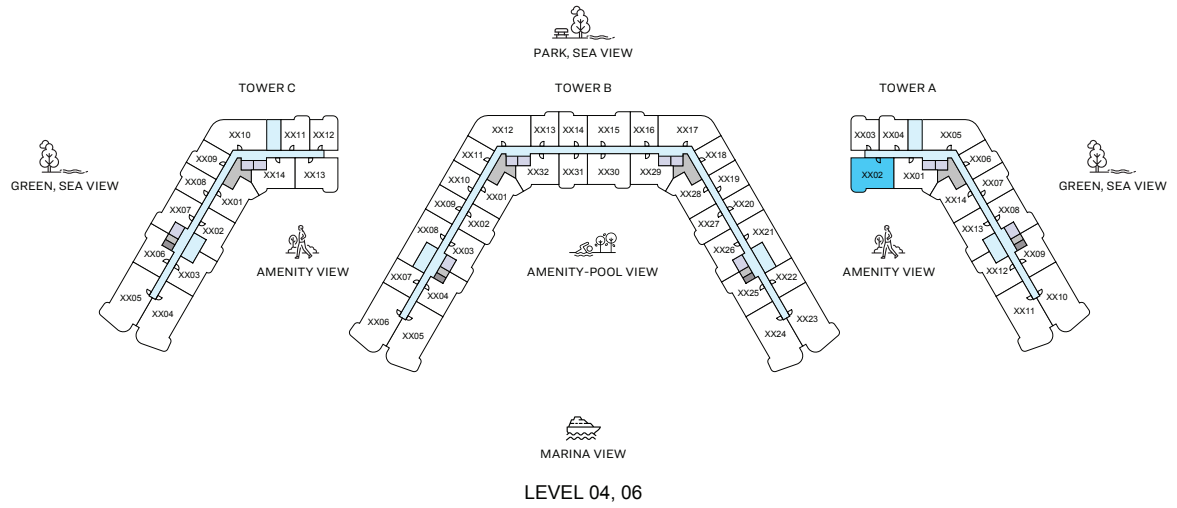 PARK, SEA VIEW
TOWER C
TOWER B
TOWER A
GREEN, SEA VIEW
GREEN, SEA VIEW
XX10
XX11
XX12
XX09
XX08
XX14
XX13
XX07
XX01
XX06
XX02
XX05
XX03
XX04
AMENITY VIEW
XX12
XX13
XX14
XX15
XX16
XX17
XX11
XX32
XX31
XX30
XX29
XX18
XX10
XX01
XX28
XX19
XX09
XX02
XX27
XX20
XX08
XX03
XX26
XX21
XX07
XX04
XX25
XX22
XX06
XX05
XX24
XX23
AMENITY-POOL VIEW
XX03
XX04
XX05
XX02
XX01
XX06
XX14
XX07
XX13
XX08
XX12
XX09
XX11
XX10
AMENITY VIEW
MARINA VIEW
LEVEL 04, 06